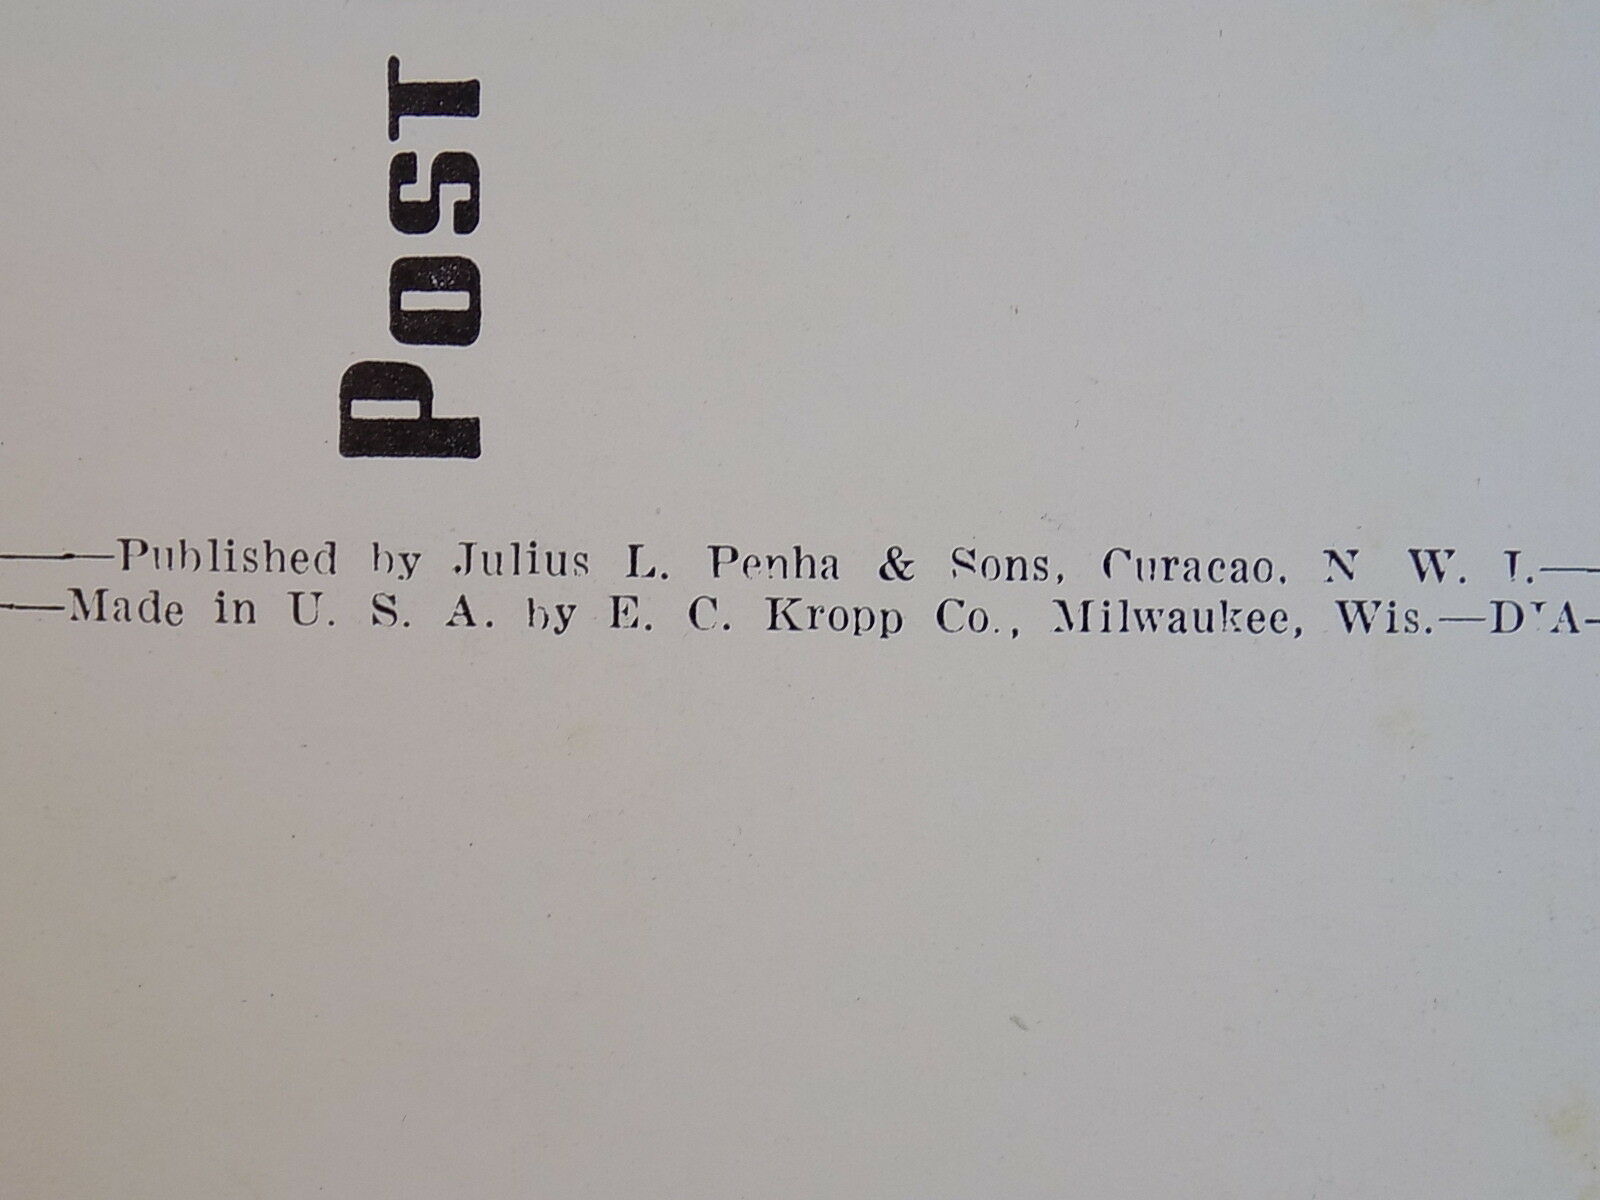 Post
—Published by Julius L. Penha & Sons, Curacao, N. W. I.—
—Made in U. S. A. by E. C. Kropp Co., Milwaukee, Wis.—